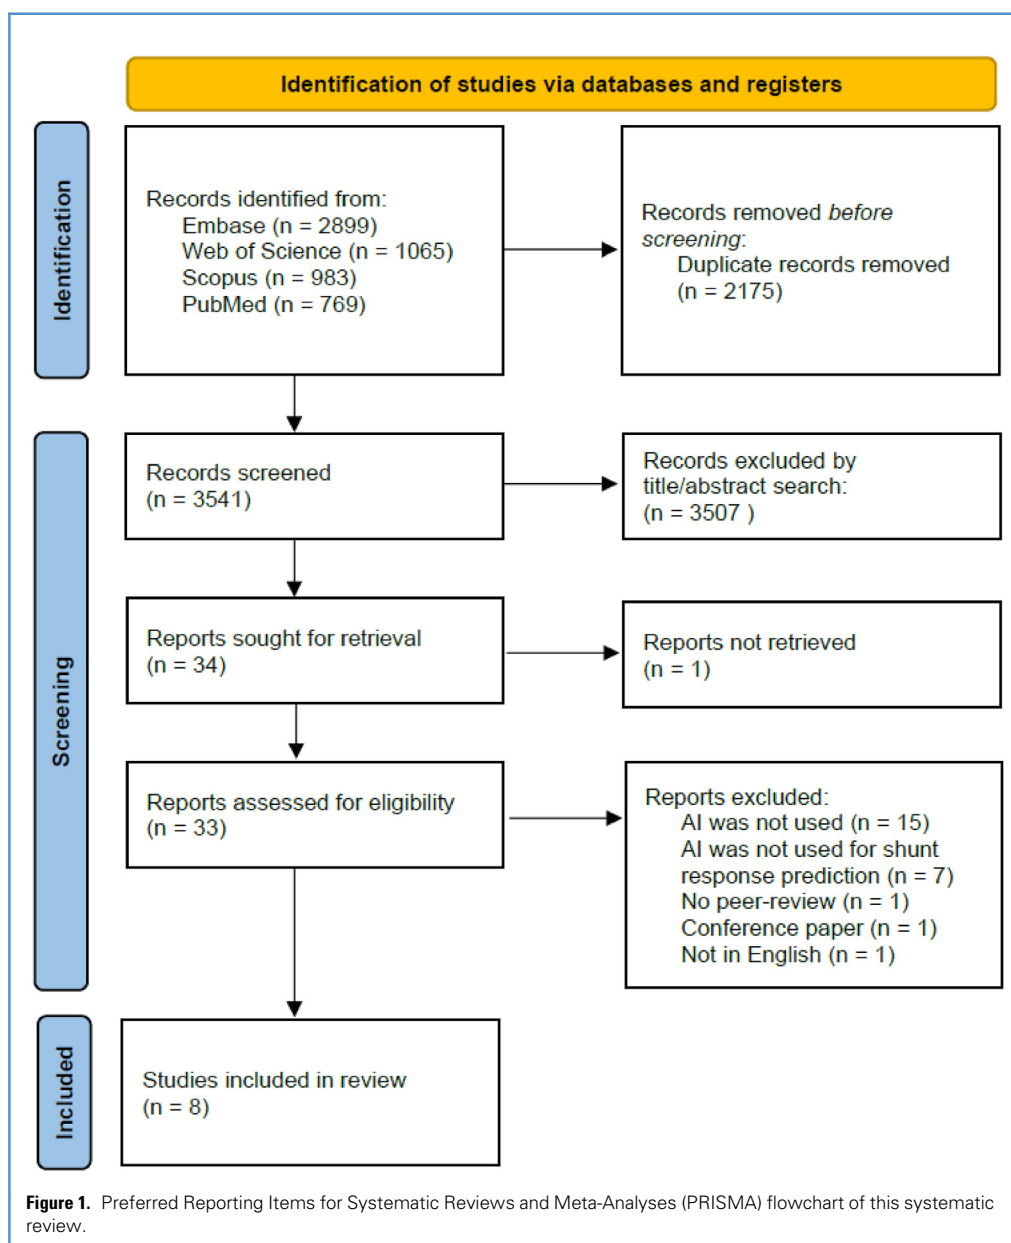 Identification of studies via databases and registers
Identification
Records identified from:
Embase (n = 2899)
Web of Science (n = 1065)
Scopus (n = 983)
PubMed (n = 769)
Records removed before
screening:
Duplicate records removed
(n = 2175)
Screening
Records screened
(n = 3541)
Records excluded by
title/abstract search:
(n = 3507 )
Reports sought for retrieval
(n = 34)
Reports not retrieved
(n = 1)
Reports assessed for eligibility
(n = 33)
Reports excluded:
AI was not used (n = 15)
AI was not used for shunt
response prediction (n = 7)
No peer-review (n = 1)
Conference paper (n = 1)
Not in English (n = 1)
Included
Studies included in review
(n = 8)
Figure 1. Preferred Reporting Items for Systematic Reviews and Meta-Analyses (PRISMA) flowchart of this systematic
review.